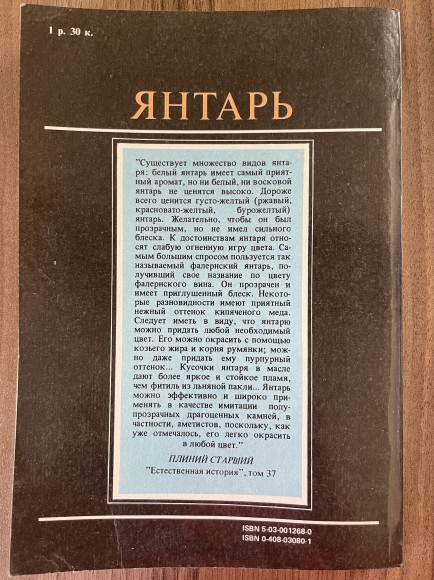 1 р. 30 к.
ЯНТАРЬ
"Существует множество видов янта-
ря: белый янтарь имеет самый прият-
ный аромат, но ни белый, ни восковой
янтарь не ценятся высоко. Дороже
всего ценится густо-желтый (ржавый,
красновато-желтый, бурожелтый)
янтарь. Желательно, чтобы он был
прозрачным, но не имел сильного
блеска. К достоинствам янтаря отно-
сят слабую огненную игру цвета. Са-
мым большим спросом пользуется так
называемый фалернский янтарь, по-
лучивший свое название по цвету
фалернского вина. Он прозрачен и
имеет приглушенный блеск. Некото-
рые разновидности имеют приятный
нежный оттенок кипяченого меда.
Следует иметь в виду, что янтарю
можно придать любой необходимый
цвет. Его можно окрасить с помощью
козьего жира и корня румянки; мож-
но даже придать ему пурпурный
оттенок... Кусочки янтаря в масле
дают более яркое и стойкое пламя,
чем фитиль из льняной пакли... Янтарь
можно эффективно и широко при-
менять в качестве имитации полу-
прозрачных драгоценных камней, в
частности, аметистов, поскольку, как
уже отмечалось, его легко окрасить
в любой цвет."
ПЛИНИЙ СТАРШИЙ
"Естественная история", том 37
ISBN 5-03-001268-0
ISBN 0-408-03080-1